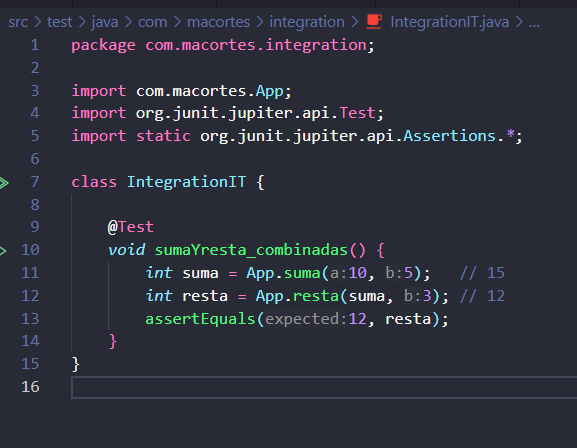 src > test > java > com > macortes > integration > IntegrationIT.java > ...
1 package com.macortes.integration;
2
3 import com.macortes.App;
4 import org.junit.jupiter.api.Test;
5 import static org.junit.jupiter.api.Assertions.*;
6
7 class IntegrationIT {
8
9 @Test
10 void sumaYresta_combinadas() {
11 int suma = App.suma(a:10, b:5); // 15
12 int resta = App.resta(suma, b:3); // 12
13 assertEquals(expected:12, resta);
14 }
15 }
16